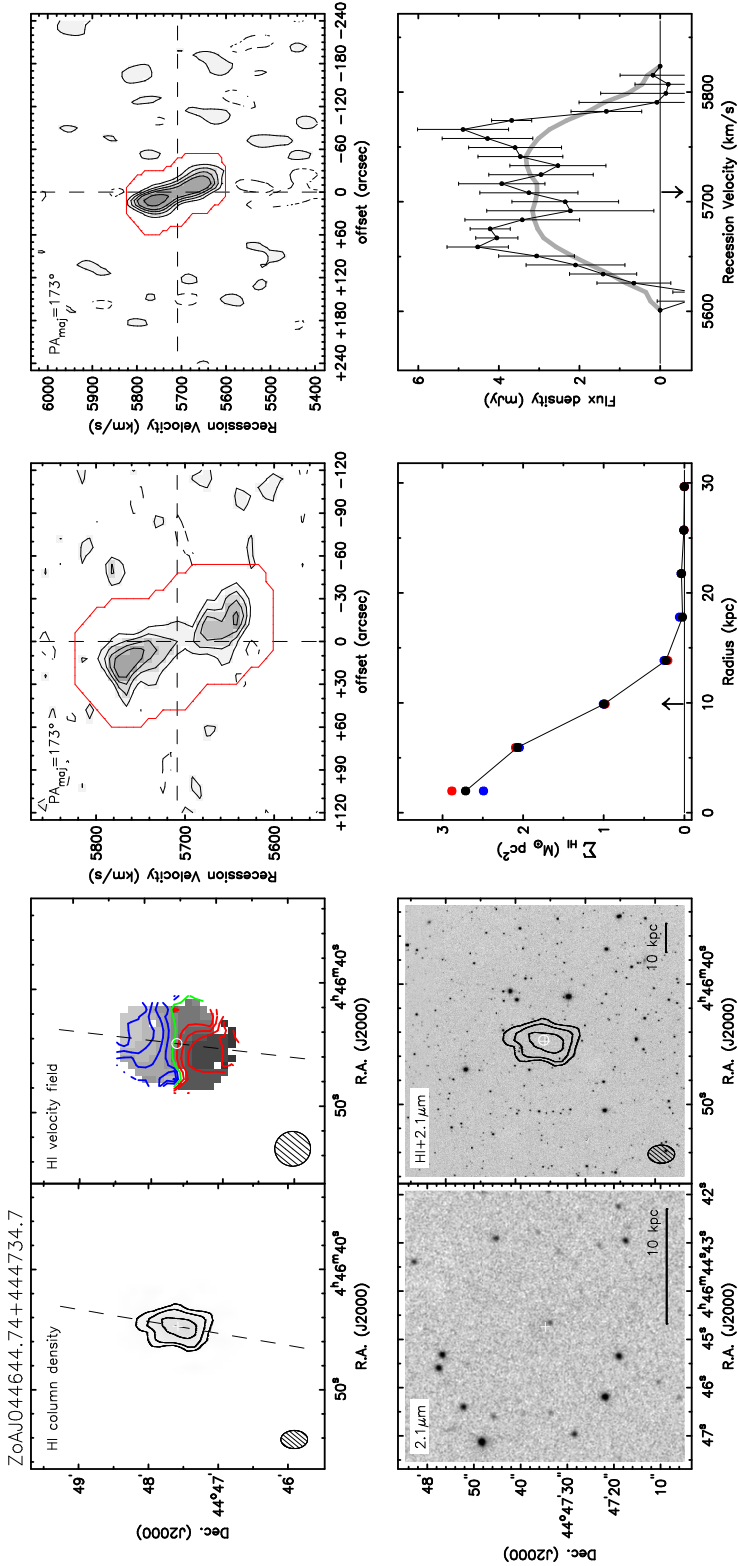 ZoAJ044644.74+444734.7
HI column density
48'
47'
44°47'
46'
Dec. (J2000)
50ˢ
4ʰ46ᵐ40ˢ
R.A. (J2000)
HI velocity field
50ˢ
4ʰ46ᵐ40ˢ
R.A. (J2000)
PAmaj=173°
5800
5700
5600
Recession Velocity (km/s)
+120 +90 +60 +30 0 −30 −60 −90 −120
offset (arcsec)
PAmaj=173°
6000
5900
5800
5700
5600
5500
5400
Recession Velocity (km/s)
+240 +180 +120 +60 0 −60 −120 −180 −240
offset (arcsec)
2.1μm
48'
50"
40"
44°47'30"
47'20"
10"
Dec. (J2000)
10 kpc
47ˢ 46ˢ 45ˢ 4ʰ46ᵐ44ˢ 43ˢ 42ˢ
R.A. (J2000)
HI+2.1μm
10 kpc
50ˢ
4ʰ46ᵐ40ˢ
R.A. (J2000)
3
2
1
0
Σ HI (M⊙ pc²)
0 10 20 30
Radius (kpc)
6
4
2
0
Flux density (mJy)
5600 5700 5800
Recession Velocity (km/s)